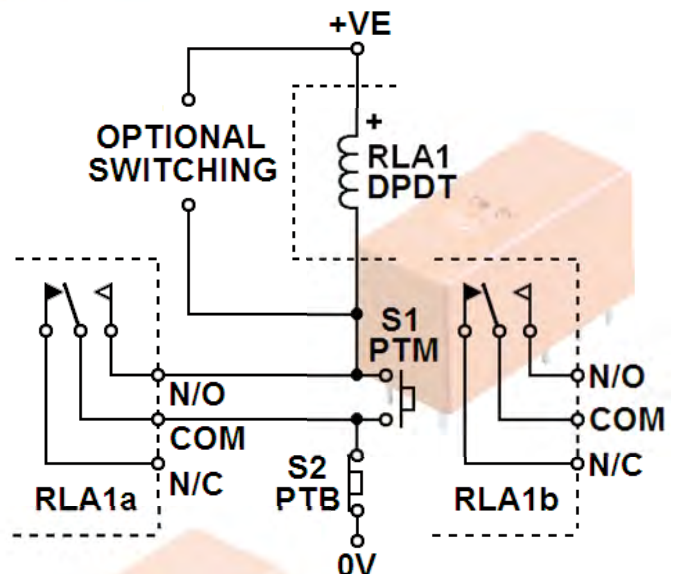 +VE
OPTIONAL
SWITCHING
+
RLA1
DPDT
S1
PTM
N/O
COM
N/C
RLA1a
S2
PTB
0V
N/O
COM
N/C
RLA1b